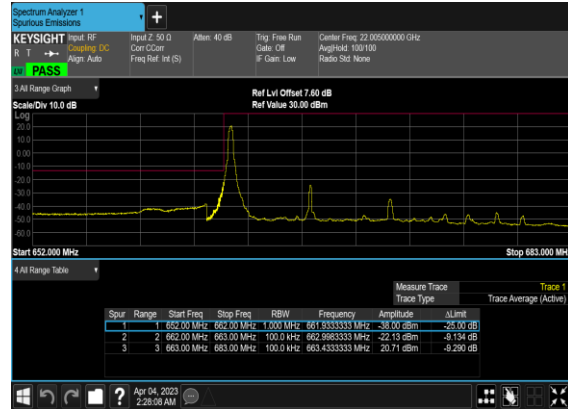 Spectrum Analyzer 1
Spurious Emissions
KEYSIGHT Input: RF Input Z: 50 Ω Atten: 40 dB Trig: Free Run Center Freq: 22.005000000 GHz
R T Coupling: DC Corr CCorr Gate: Off Avg|Hold: 100/100
Align: Auto Freq Ref: Int (S) IF Gain: Low Radio Std: None
PASS
3 All Range Graph
Ref Lvl Offset 7.60 dB
Scale/Div 10.0 dB Ref Value 30.00 dBm
Log
20.0
10.0
0.00
-10.0
-20.0
-30.0
-40.0
-50.0
-60.0
Start 652.000 MHz Stop 683.000 MH
4 All Range Table
Measure Trace Trace 1
Trace Type Trace Average (Active)
Spur Range Start Freq Stop Freq RBW Frequency Amplitude ΔLimit
1 1 652.00 MHz 662.00 MHz 1.000 MHz 661.9333333 MHz -38.00 dBm -25.00 dB
2 2 662.00 MHz 663.00 MHz 100.0 kHz 662.9983333 MHz -22.13 dBm -9.134 dB
3 3 663.00 MHz 683.00 MHz 100.0 kHz 663.4333333 MHz 20.71 dBm -9.290 dB
? Apr 04, 2023
2:28:08 AM